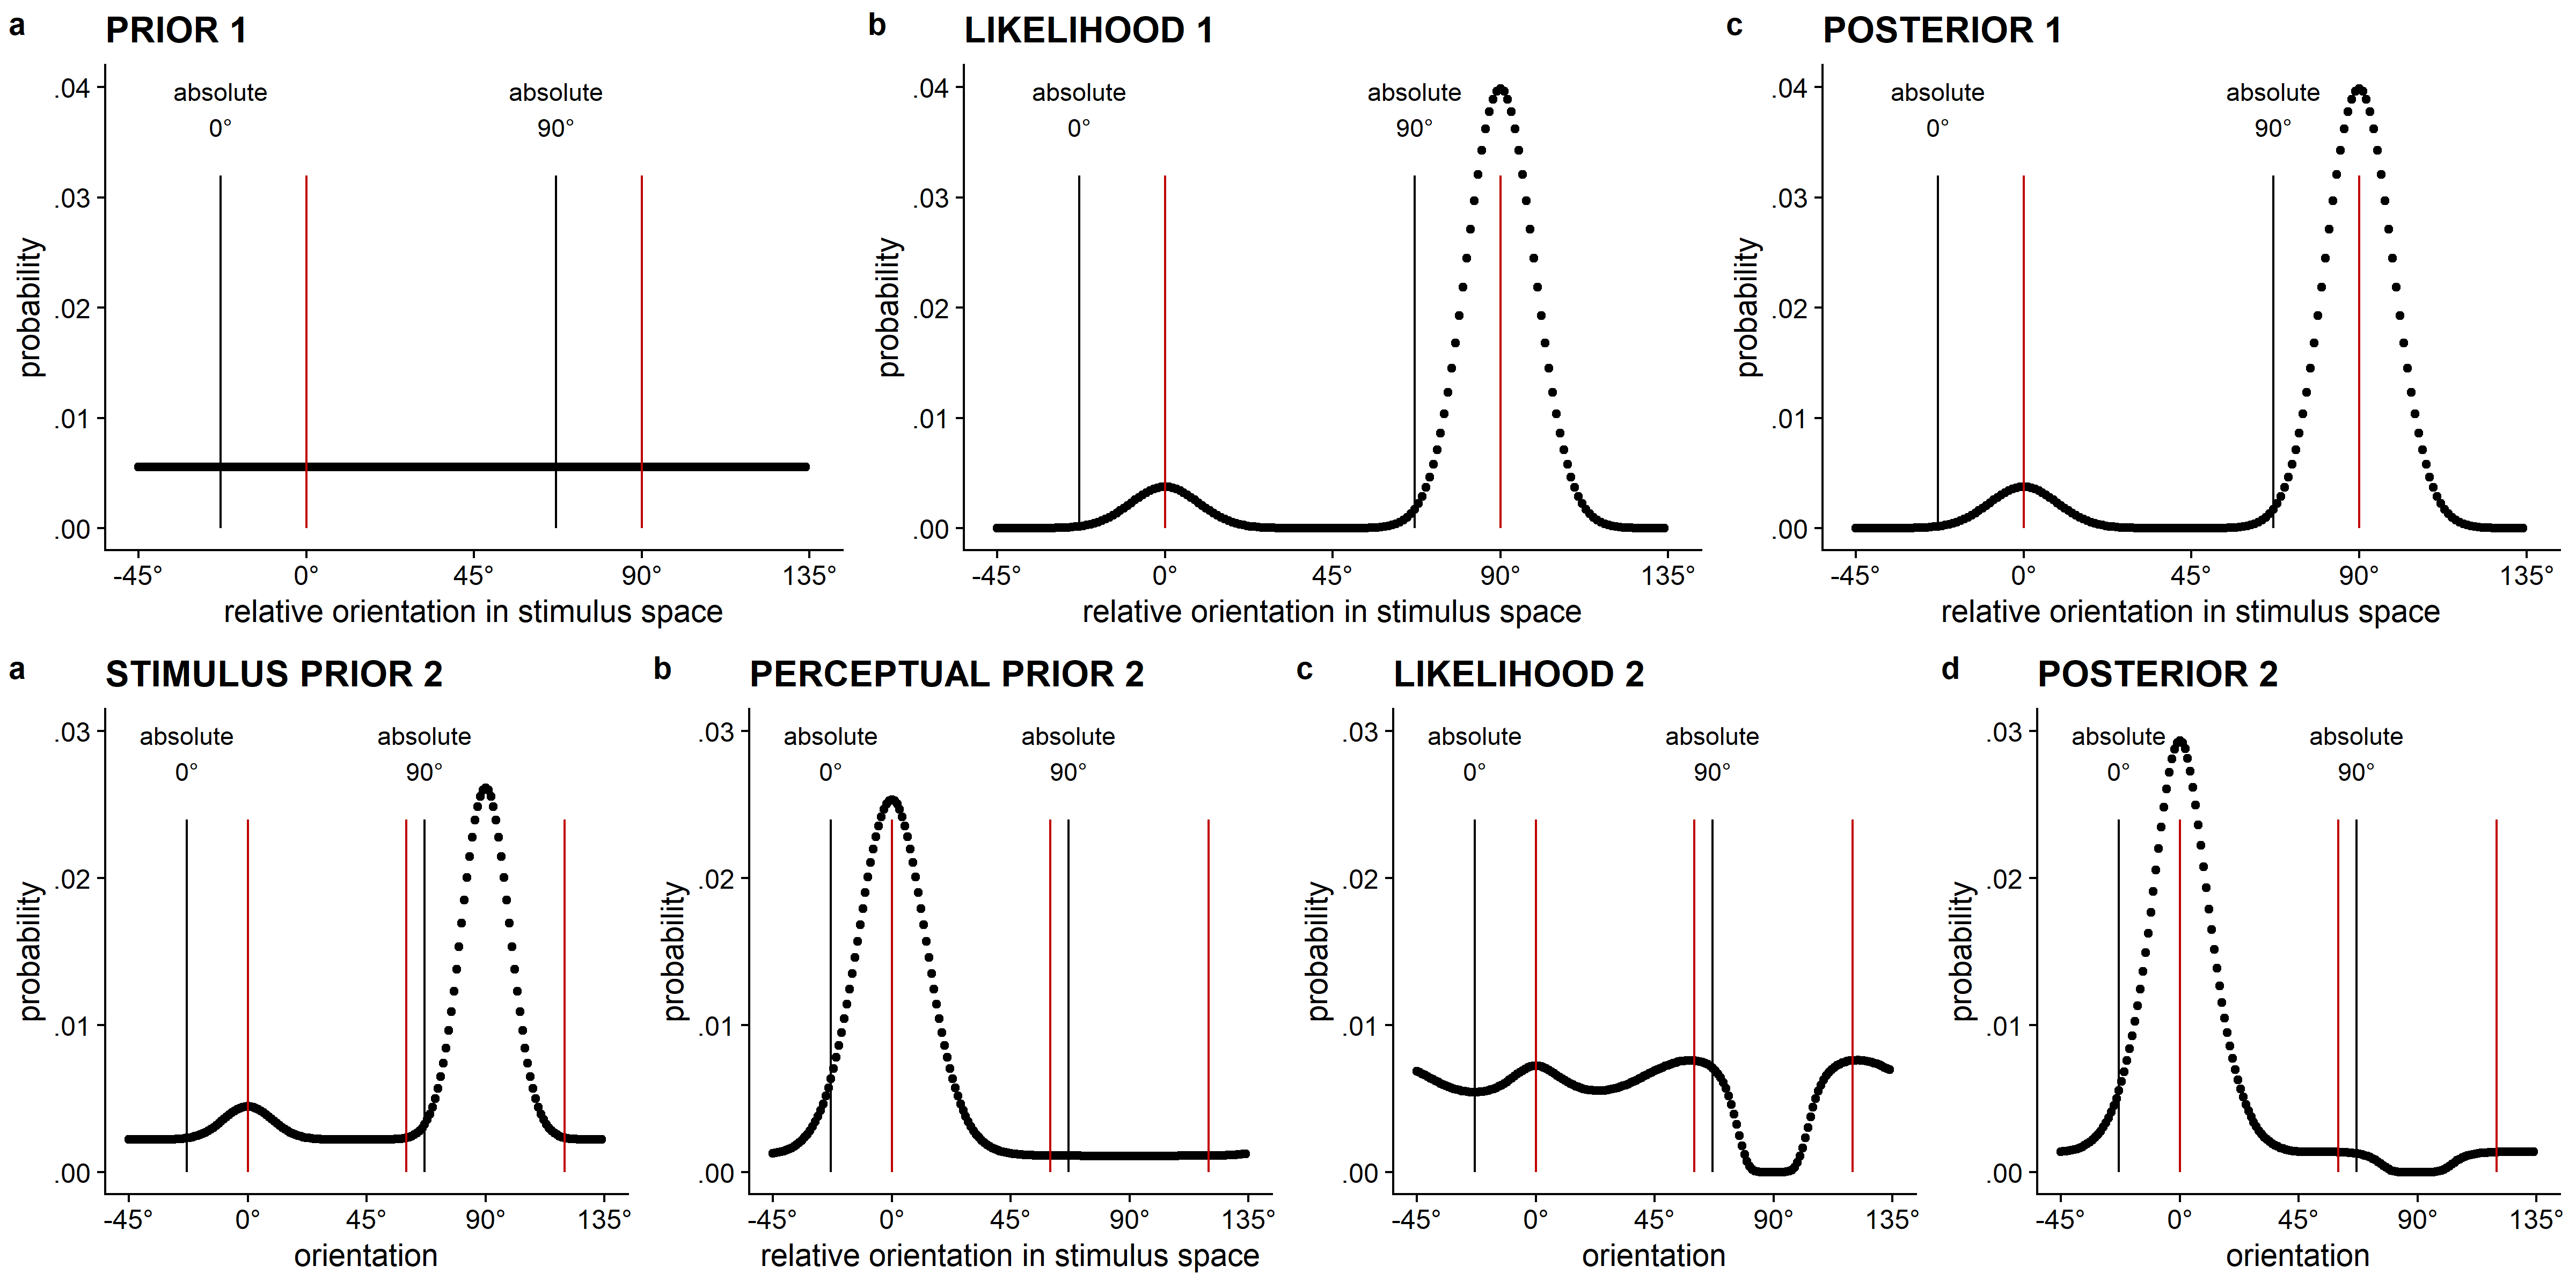 a PRIOR 1
absolute 0°
absolute 90°
.04
.03
.02
.01
.00
probability
-45° 0° 45° 90° 135°
relative orientation in stimulus space
b LIKELIHOOD 1
absolute 0°
absolute 90°
.04
.03
.02
.01
.00
probability
-45° 0° 45° 90° 135°
relative orientation in stimulus space
c POSTERIOR 1
absolute 0°
absolute 90°
.04
.03
.02
.01
.00
probability
-45° 0° 45° 90° 135°
relative orientation in stimulus space
a STIMULUS PRIOR 2
absolute 0°
absolute 90°
.03
.02
.01
.00
probability
-45° 0° 45° 90° 135°
orientation
b PERCEPTUAL PRIOR 2
absolute 0°
absolute 90°
.03
.02
.01
.00
probability
-45° 0° 45° 90° 135°
relative orientation in stimulus space
c LIKELIHOOD 2
absolute 0°
absolute 90°
.03
.02
.01
.00
probability
-45° 0° 45° 90° 135°
orientation
d POSTERIOR 2
absolute 0°
absolute 90°
.03
.02
.01
.00
probability
-45° 0° 45° 90° 135°
orientation